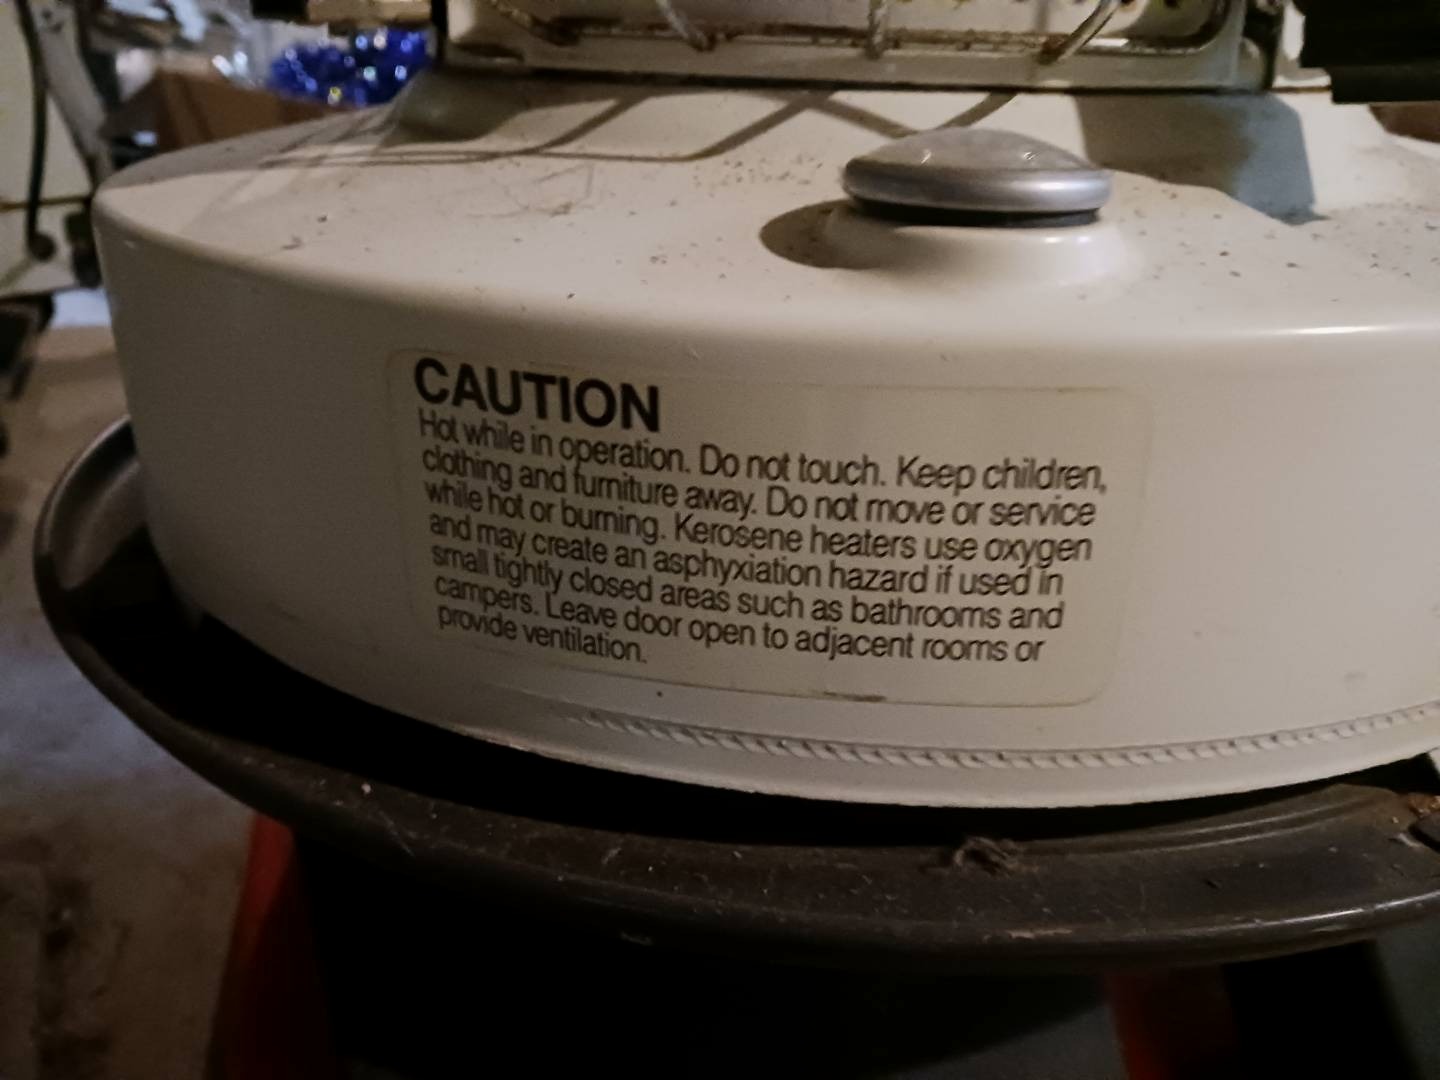 CAUTION
Hot while in operation. Do not touch. Keep children,
clothing and furniture away. Do not move or service
while hot or burning. Kerosene heaters use oxygen
and may create an asphyxiation hazard if used in
small tightly closed areas such as bathrooms and
campers. Leave door open to adjacent rooms or
provide ventilation.